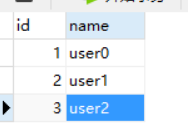 id name
1 user0
2 user1
3 user2